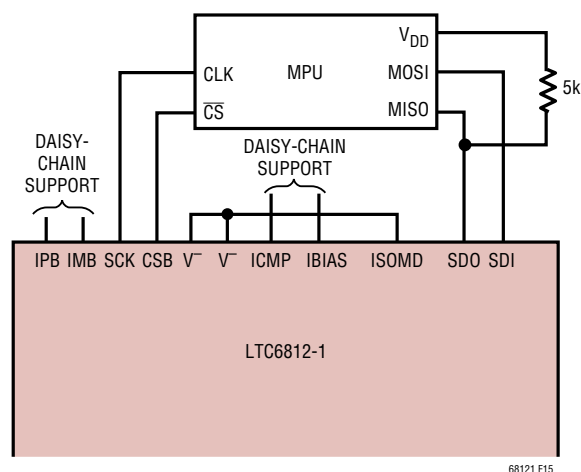 V_DD
CLK MPU MOSI
C̅S̅ MISO
5k
DAISY-
CHAIN
SUPPORT
DAISY-CHAIN
SUPPORT
IPB IMB SCK CSB V⁻ V⁻ ICMP IBIAS ISOMD SDO SDI
LTC6812-1
68121 F15